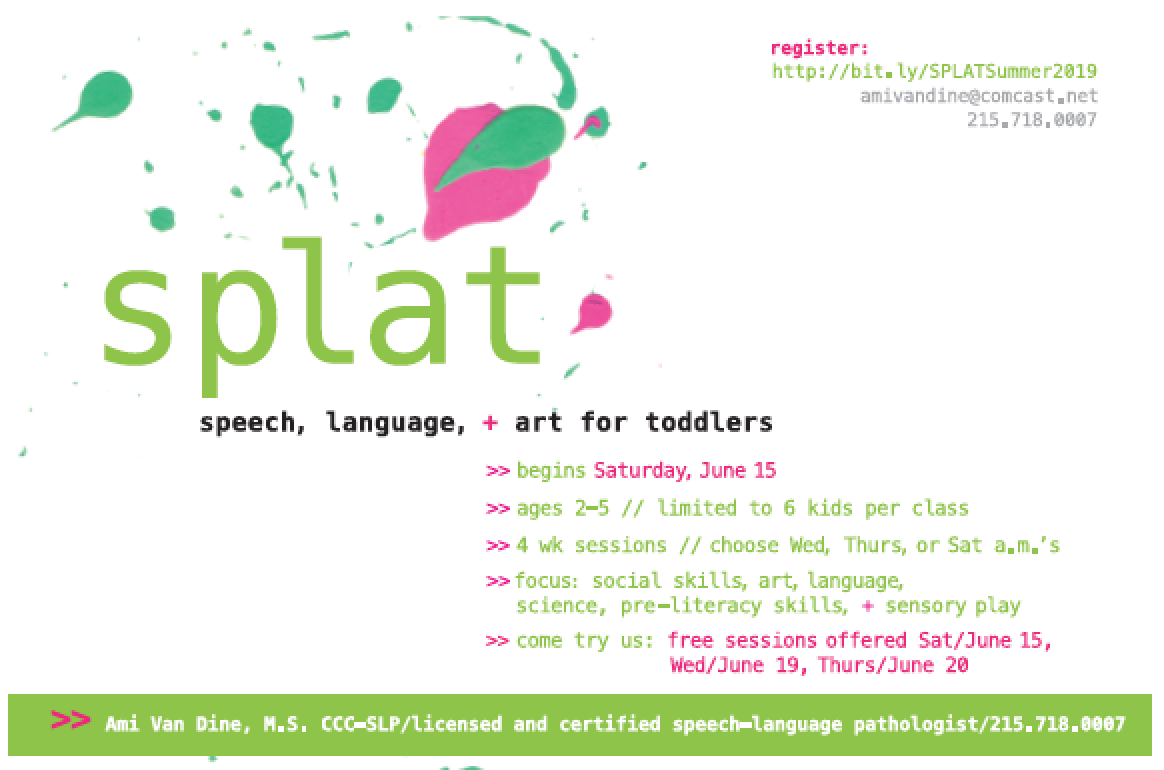 register:
http://bit.ly/SPLATSummer2019
amivandine@comcast.net
215.718.0007
splat
speech, language, + art for toddlers
>> begins Saturday, June 15
>> ages 2-5 // limited to 6 kids per class
>> 4 wk sessions // choose Wed, Thurs, or Sat a.m.'s
>> focus: social skills, art, language,
science, pre-literacy skills, + sensory play
>> come try us: free sessions offered Sat/June 15,
Wed/June 19, Thurs/June 20
>> Ami Van Dine, M.S. CCC-SLP/licensed and certified speech-language pathologist/215.718.0007